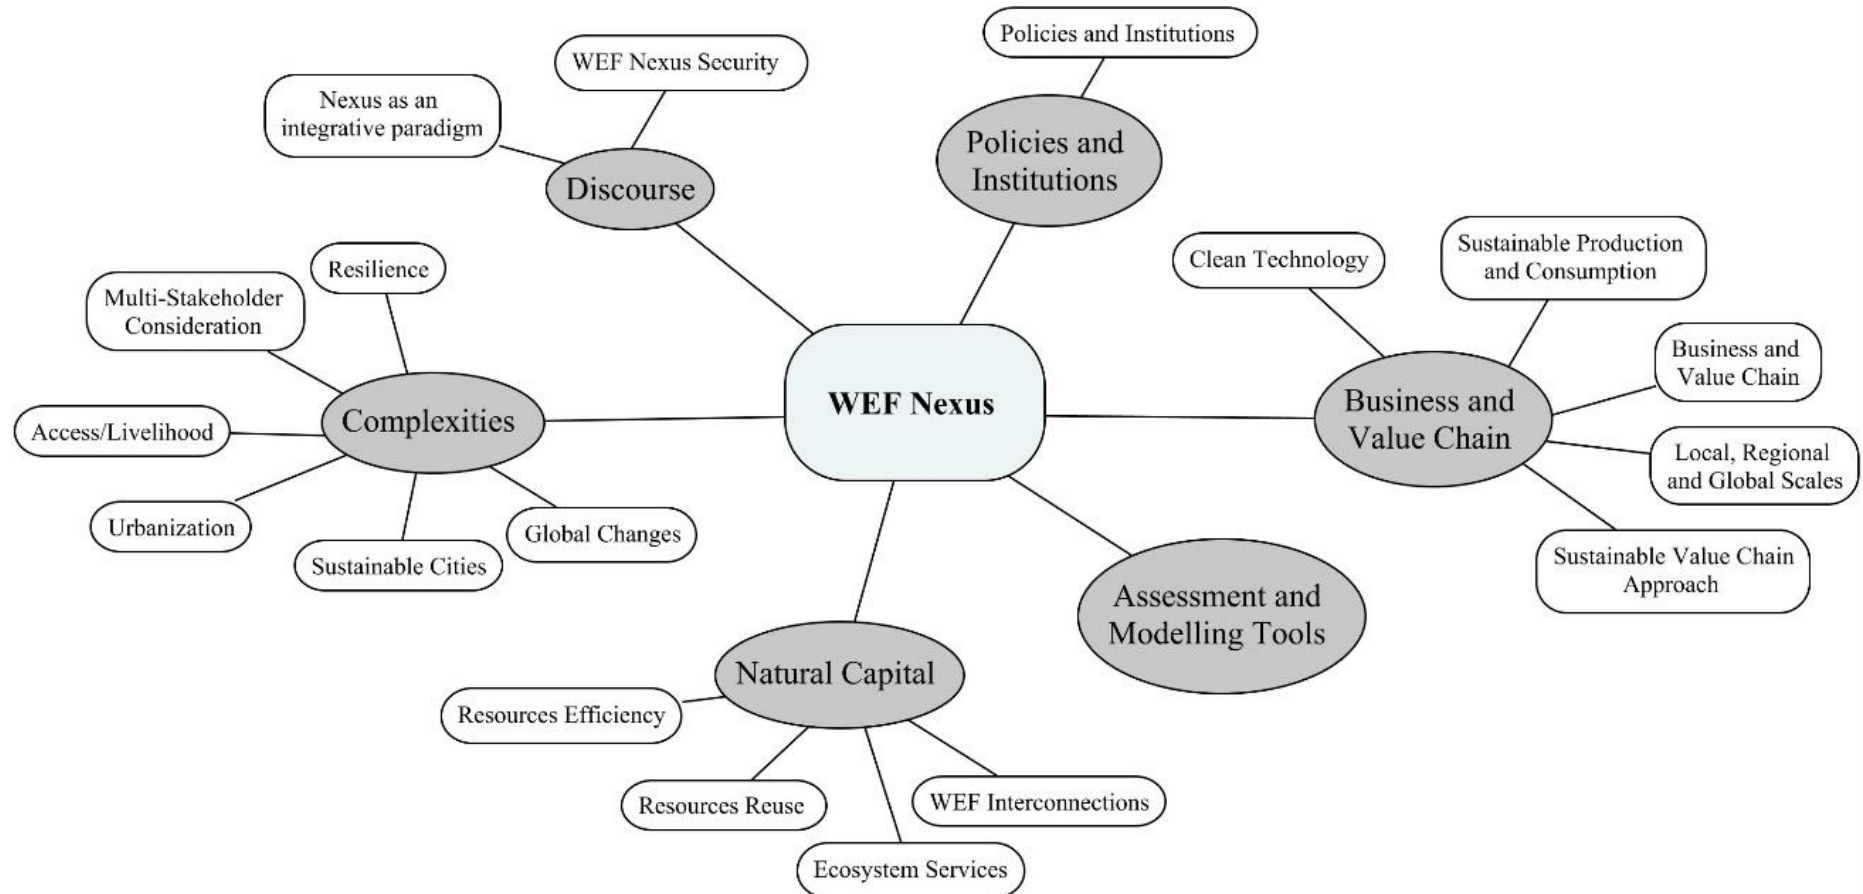 Policies and Institutions
WEF Nexus Security
Nexus as an
integrative paradigm
Policies and
Institutions
Discourse
Clean Technology
Sustainable Production
and Consumption
Resilience
Multi-Stakeholder
Consideration
Business and
Value Chain
WEF Nexus
Business and
Value Chain
Complexities
Access/Livelihood
Local, Regional
and Global Scales
Urbanization
Global Changes
Sustainable Cities
Sustainable Value Chain
Approach
Assessment and
Modelling Tools
Natural Capital
Resources Efficiency
Resources Reuse
WEF Interconnections
Ecosystem Services